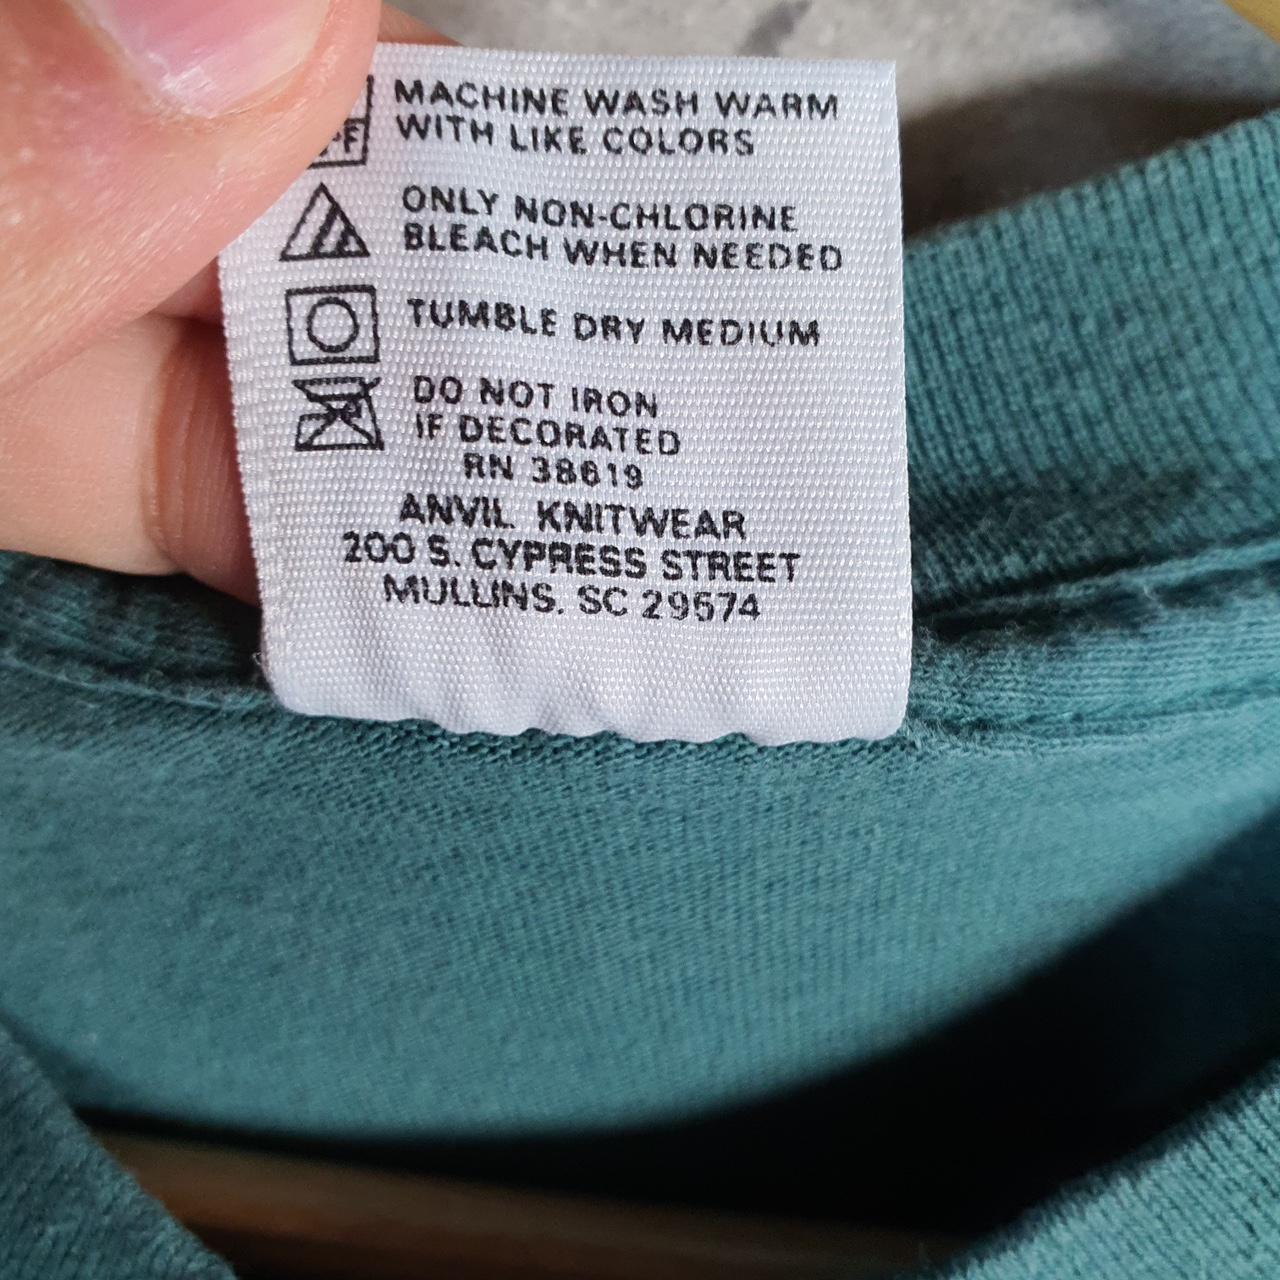 MACHINE WASH WARM
WITH LIKE COLORS
ONLY NON-CHLORINE
BLEACH WHEN NEEDED
TUMBLE DRY MEDIUM
DO NOT IRON
IF DECORATED
RN 38619
ANVIL KNITWEAR
200 S. CYPRESS STREET
MULLINS, SC 29574